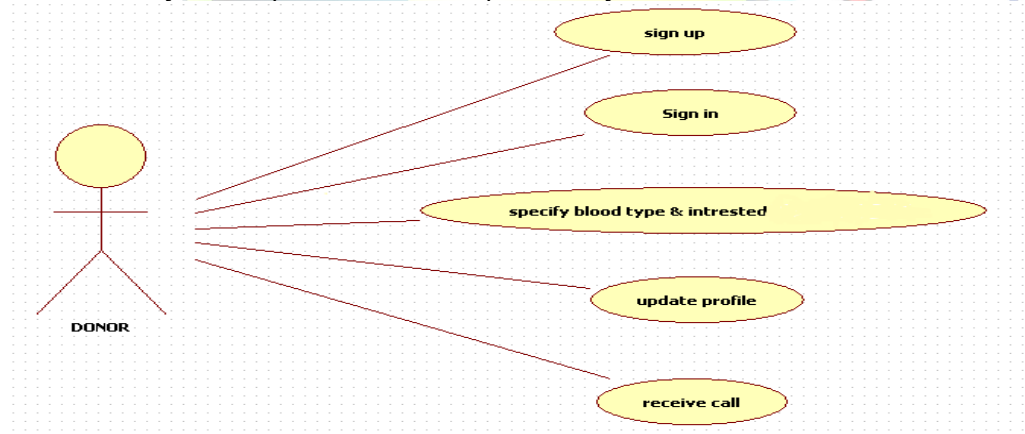 sign up
Sign in
specify blood type & intrested
update profile
DONOR
receive call